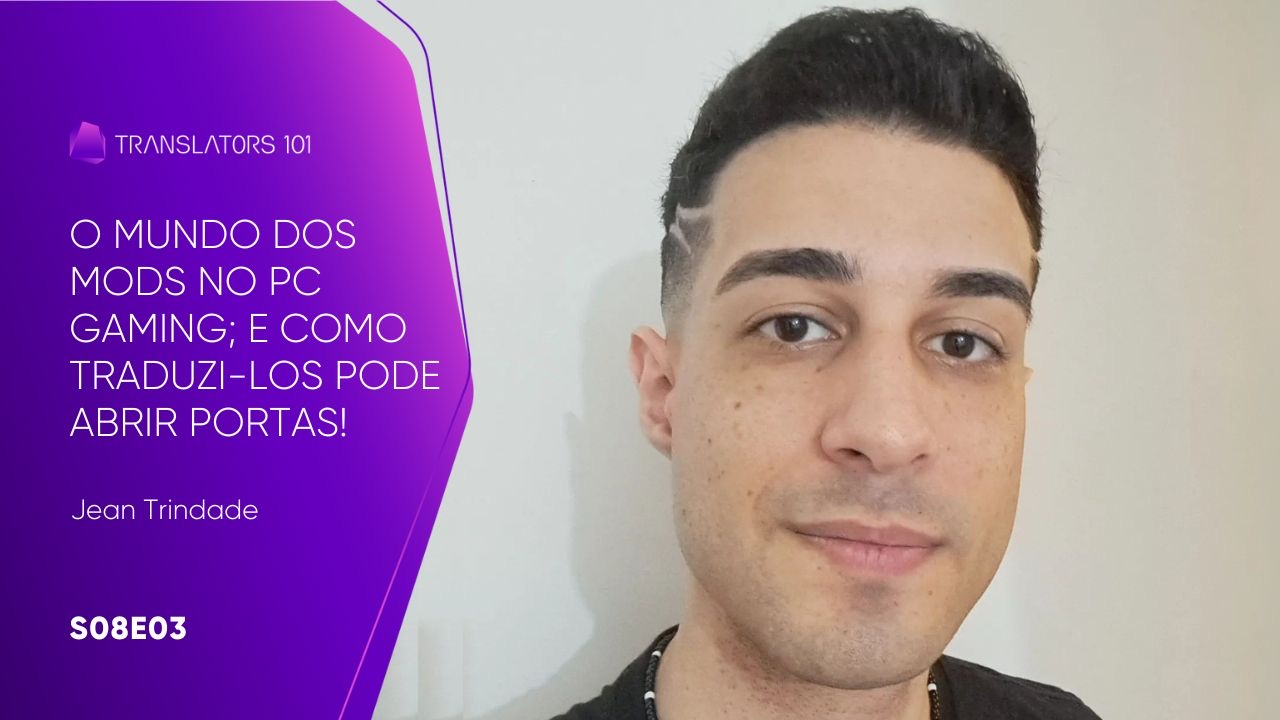 TRANSLATORS 101
O MUNDO DOS
MODS NO PC
GAMING; E COMO
TRADUZI-LOS PODE
ABRIR PORTAS!
Jean Trindade
S08E03